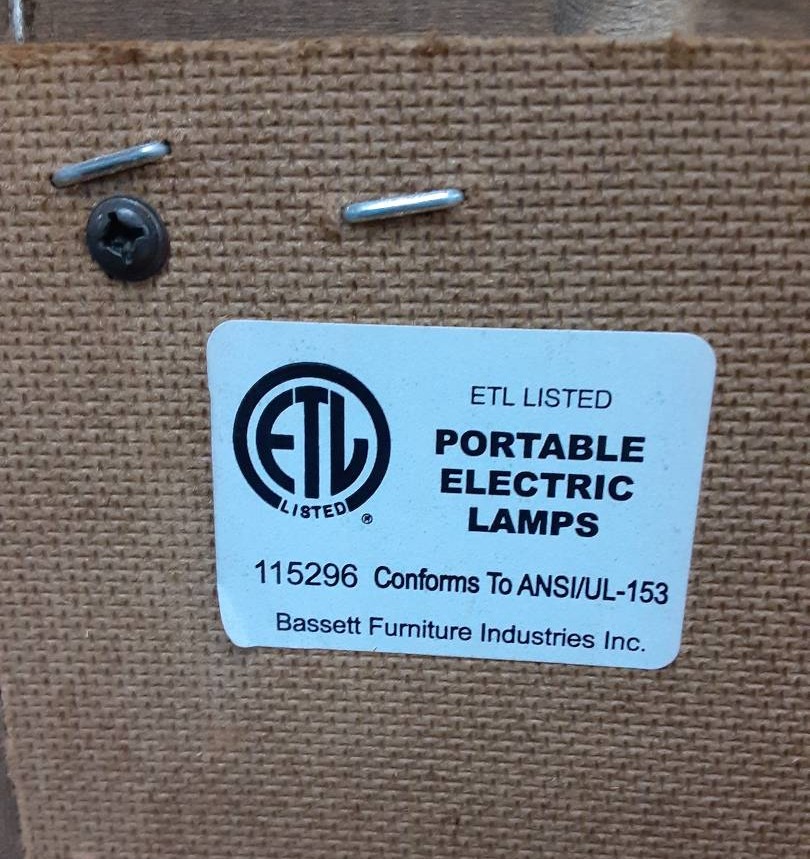 ETL
LISTED
®
ETL LISTED
PORTABLE
ELECTRIC
LAMPS
115296 Conforms To ANSI/UL-153
Bassett Furniture Industries Inc.